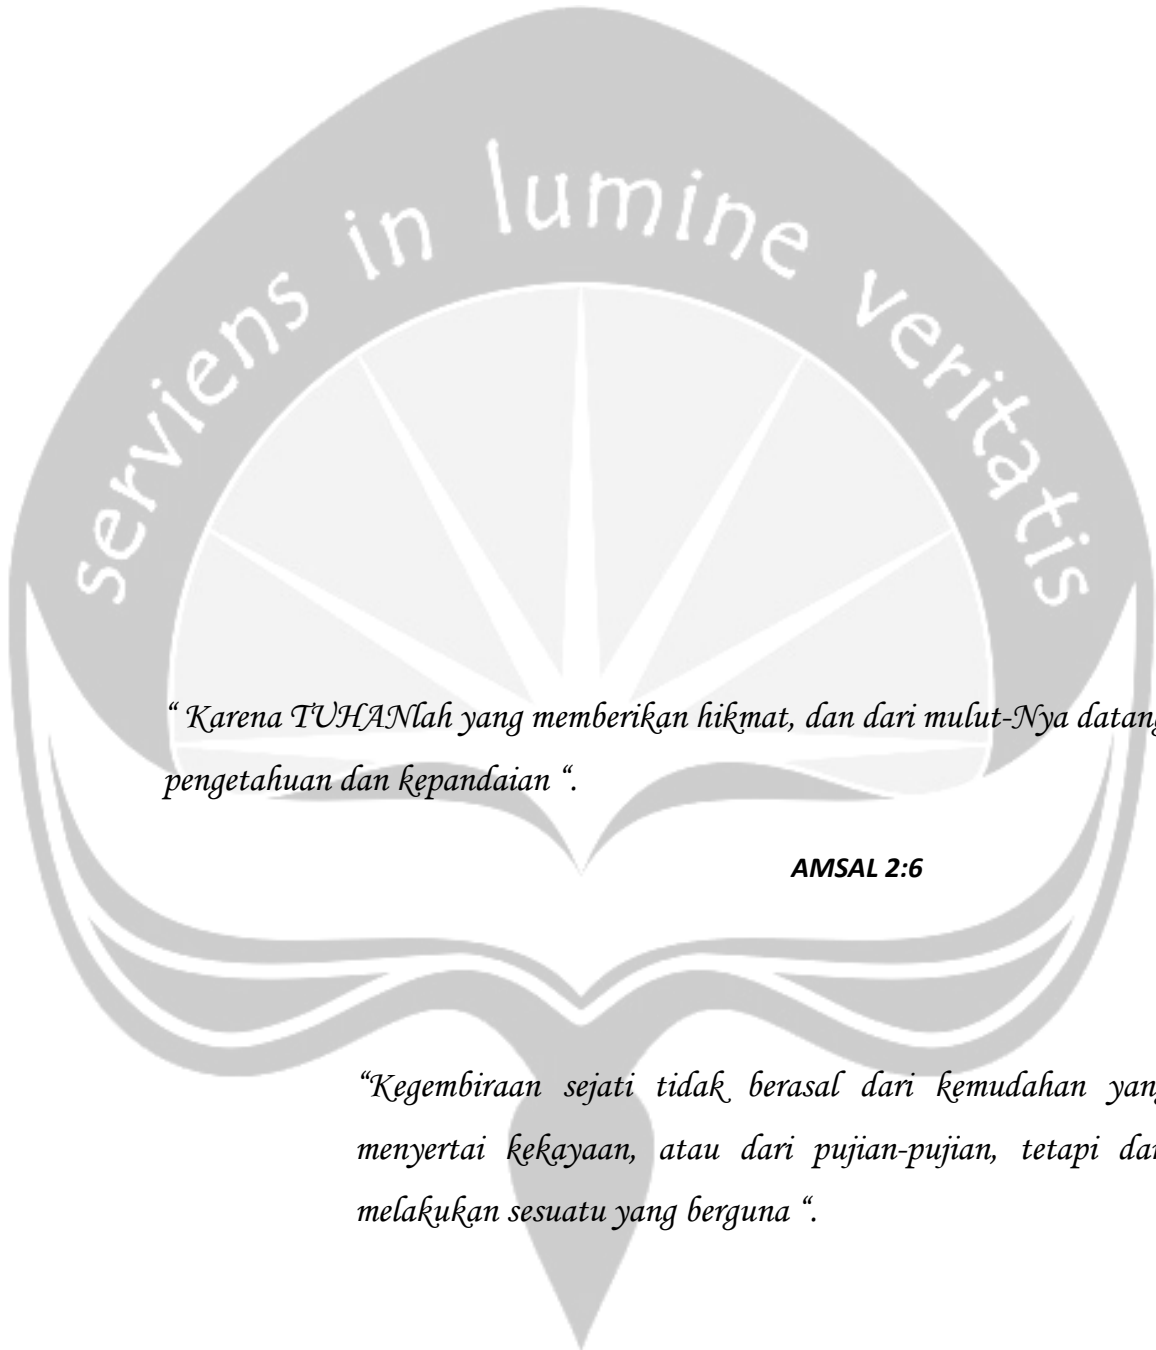 serviens in lumine veritatis
“ Karena TUHANlah yang memberikan hikmat, dan dari mulut-Nya datang
pengetahuan dan kepandaian “.
AMSAL 2:6
“Kegembiraan sejati tidak berasal dari kemudahan yang
menyertai kekayaan, atau dari pujian-pujian, tetapi dari
melakukan sesuatu yang berguna “.